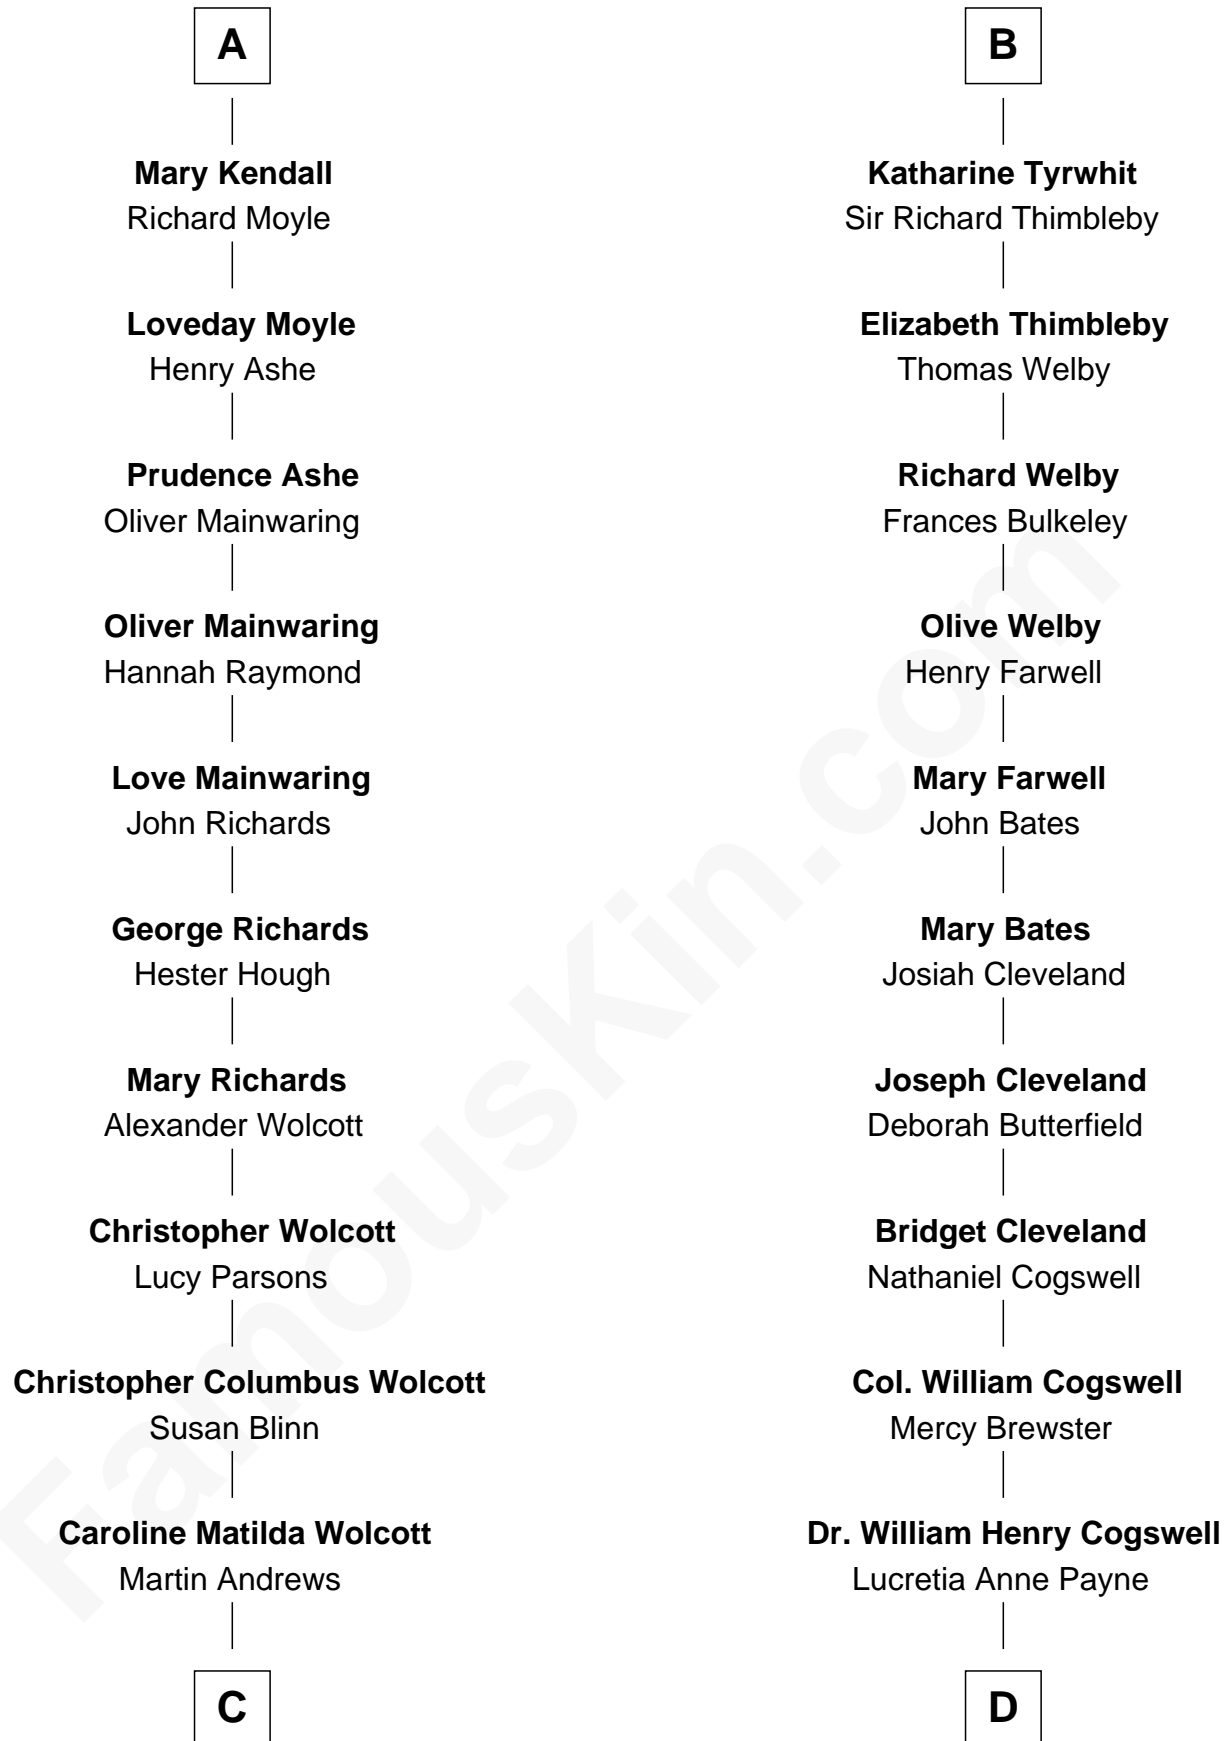 A
Mary Kendall
Richard Moyle
Loveday Moyle
Henry Ashe
Prudence Ashe
Oliver Mainwaring
Oliver Mainwaring
Hannah Raymond
Love Mainwaring
John Richards
George Richards
Hester Hough
Mary Richards
Alexander Wolcott
Christopher Wolcott
Lucy Parsons
Christopher Columbus Wolcott
Susan Blinn
Caroline Matilda Wolcott
Martin Andrews
C
B
Katharine Tyrwhit
Sir Richard Thimbleby
Elizabeth Thimbleby
Thomas Welby
Richard Welby
Frances Bulkeley
Olive Welby
Henry Farwell
Mary Farwell
John Bates
Mary Bates
Josiah Cleveland
Joseph Cleveland
Deborah Butterfield
Bridget Cleveland
Nathaniel Cogswell
Col. William Cogswell
Mercy Brewster
Dr. William Henry Cogswell
Lucretia Anne Payne
D
FamousKin.com